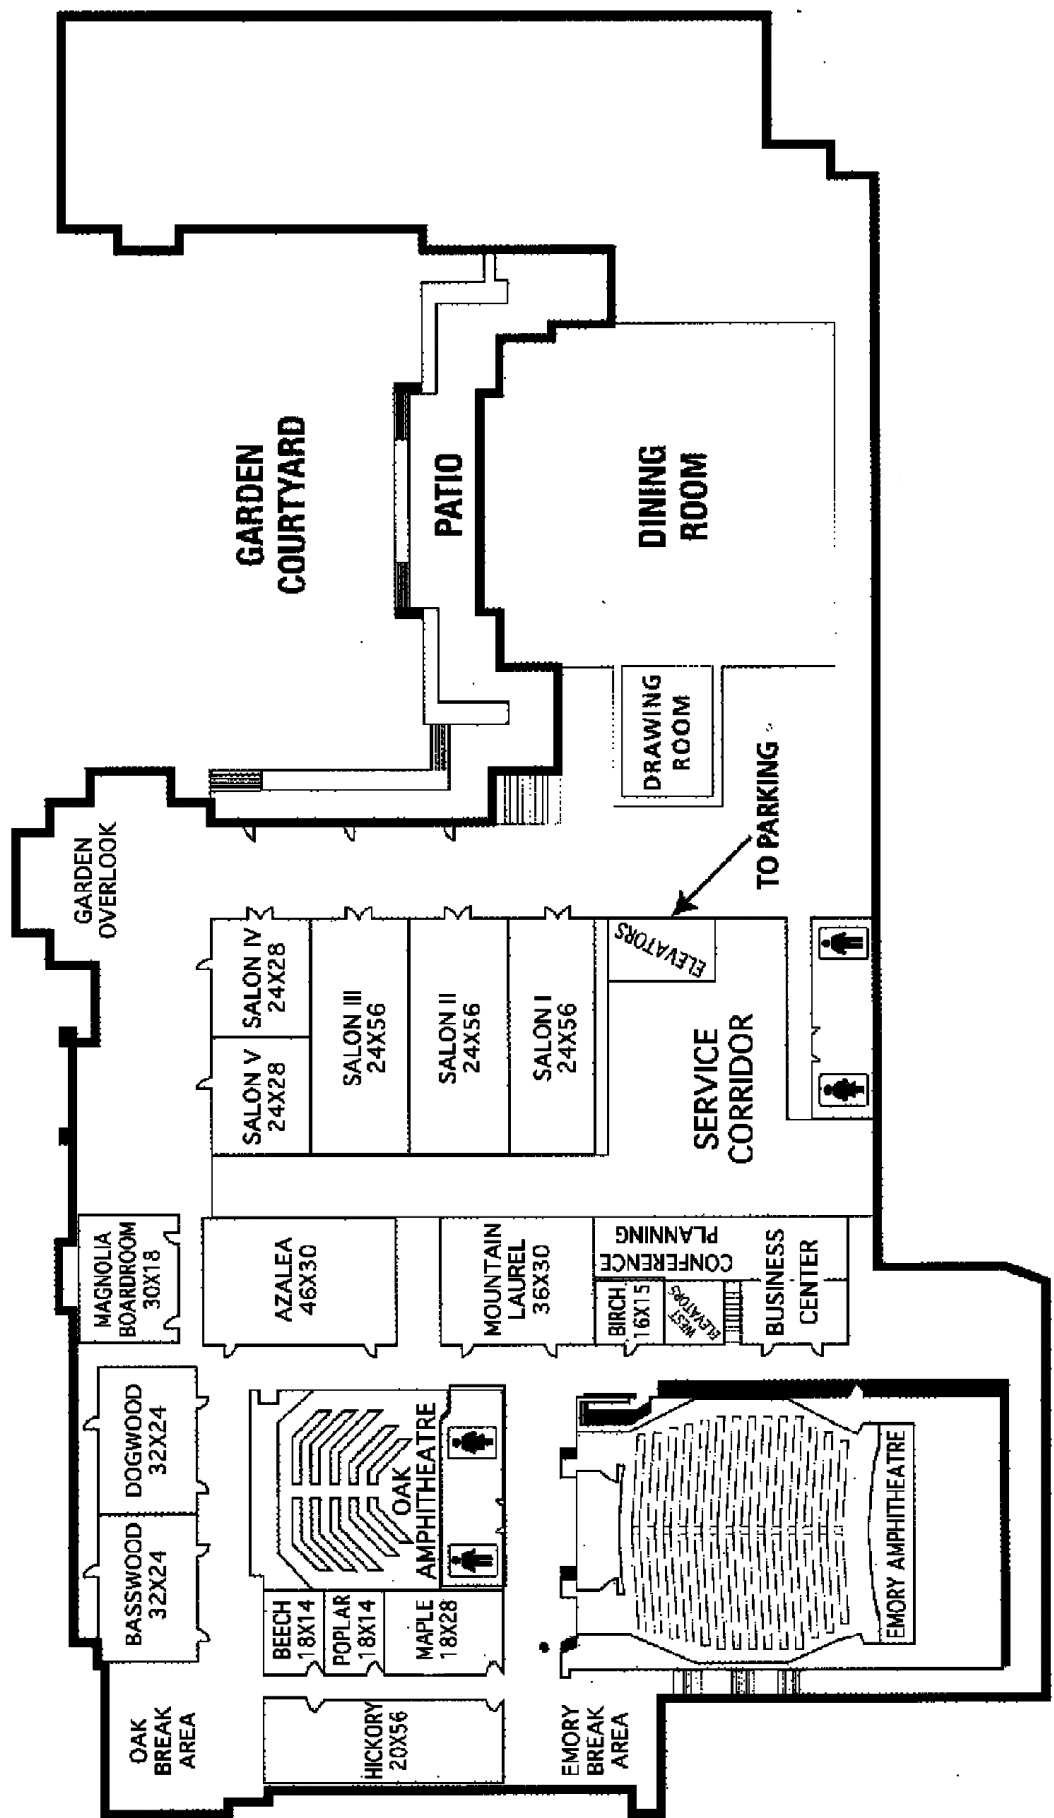 GARDEN
COURTYARD
PATIO
DINING
ROOM
DRAWING
ROOM
TO PARKING
GARDEN
OVERLOOK
SALON IV
24X28
SALON V
24X28
SALON III
24X56
SALON II
24X56
SALON I
24X56
ELEVATORS
SERVICE
CORRIDOR
MAGNOLIA
BOARDROOM
30X18
AZALEA
46X30
MOUNTAIN
LAUREL
36X30
CONFERENCE
PLANNING
BIRCH
16X15
WEST
ELEVATORS
BUSINESS
CENTER
DOGWOOD
32X24
BASSWOOD
32X24
OAK
AMPHITHEATRE
BEECH
18X14
POPLAR
18X14
MAPLE
18X28
EMORY AMPHITHEATRE
OAK
BREAK
AREA
HICKORY
20X56
EMORY
BREAK
AREA